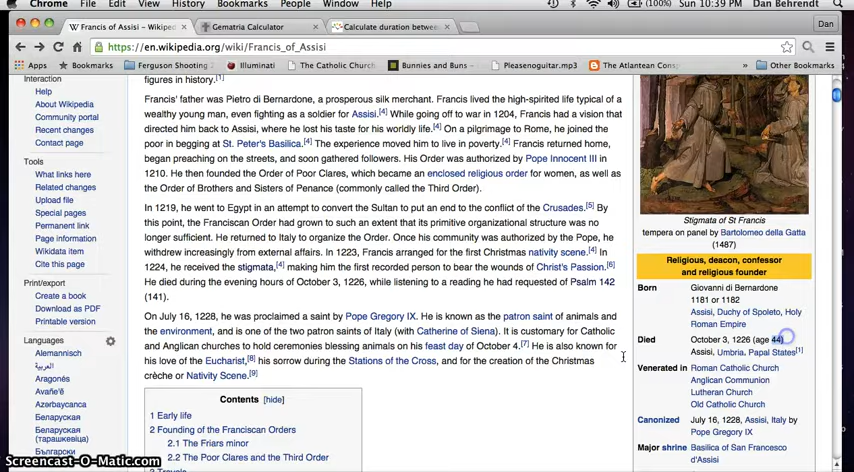 Chrome File Edit View History Bookmarks People Window Help (100%) Sun 10:39 PM Dan Behrendt
Francis of Assisi – Wikipedi × Gematria Calculator × Calculate duration betwee × Dan
https://en.wikipedia.org/wiki/Francis_of_Assisi
Apps Bookmarks Ferguson Shooting Illuminati The Catholic Church Bunnies and Buns - Pleasenoguitar.mp3 The Atlantean Cons » Other Bookmarks
Interaction
Help
About Wikipedia
Community portal
Recent changes
Contact page
Tools
What links here
Related changes
Upload file
Special pages
Permanent link
Page information
Wikidata item
Cite this page
Print/export
Create a book
Download as PDF
Printable version
Languages
Alemannisch
العربية
Aragonés
Avañe'ẽ
Azərbaycanca
Беларуская
Беларуская
(тарашкевіца)
Български
figures in history.[1]
Francis' father was Pietro di Bernardone, a prosperous silk merchant. Francis lived the high-spirited life typical of a
wealthy young man, even fighting as a soldier for Assisi.[4] While going off to war in 1204, Francis had a vision that
directed him back to Assisi, where he lost his taste for his worldly life.[4] On a pilgrimage to Rome, he joined the
poor in begging at St. Peter's Basilica.[4] The experience moved him to live in poverty.[4] Francis returned home,
began preaching on the streets, and soon gathered followers. His Order was authorized by Pope Innocent III in
1210. He then founded the Order of Poor Clares, which became an enclosed religious order for women, as well as
the Order of Brothers and Sisters of Penance (commonly called the Third Order).
In 1219, he went to Egypt in an attempt to convert the Sultan to put an end to the conflict of the Crusades.[5] By
this point, the Franciscan Order had grown to such an extent that its primitive organizational structure was no
longer sufficient. He returned to Italy to organize the Order. Once his community was authorized by the Pope, he
withdrew increasingly from external affairs. In 1223, Francis arranged for the first Christmas nativity scene.[4] In
1224, he received the stigmata,[4] making him the first recorded person to bear the wounds of Christ's Passion.[6]
He died during the evening hours of October 3, 1226, while listening to a reading he had requested of Psalm 142
(141).
On July 16, 1228, he was proclaimed a saint by Pope Gregory IX. He is known as the patron saint of animals and
the environment, and is one of the two patron saints of Italy (with Catherine of Siena). It is customary for Catholic
and Anglican churches to hold ceremonies blessing animals on his feast day of October 4.[7] He is also known for
his love of the Eucharist,[8] his sorrow during the Stations of the Cross, and for the creation of the Christmas
crèche or Nativity Scene.[9]
Contents [hide]
1 Early life
2 Founding of the Franciscan Orders
2.1 The Friars minor
2.2 The Poor Clares and the Third Order
3 Travels
Stigmata of St Francis
tempera on panel by Bartolomeo della Gatta
(1487)
Religious, deacon, confessor
and religious founder
Born Giovanni di Bernardone
1181 or 1182
Assisi, Duchy of Spoleto, Holy
Roman Empire
Died October 3, 1226 (age 44)
Assisi, Umbria, Papal States[1]
Venerated in Roman Catholic Church
Anglican Communion
Lutheran Church
Old Catholic Church
Canonized July 16, 1228, Assisi, Italy by
Pope Gregory IX
Major shrine Basilica of San Francesco
d'Assisi
Screencast-O-Matic.com